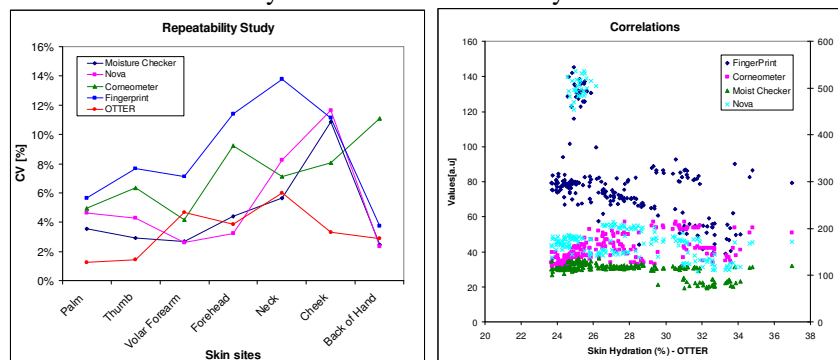 Repeatability Study
16%
14%
12%
10%
8%
6%
4%
2%
0%
CV [%]
Moisture Checker
Nova
Corneometer
Fingerprint
OTTER
Palm
Thumb
Volar Forearm
Forehead
Neck
Cheek
Back of Hand
Skin sites
Correlations
160
140
120
100
80
60
40
20
0
Values[a.u]
600
500
400
300
200
100
0
FingerPrint
Corneometer
Moist Checker
Nova
20 22 24 26 28 30 32 34 36 38
Skin Hydration (%) - OTTER